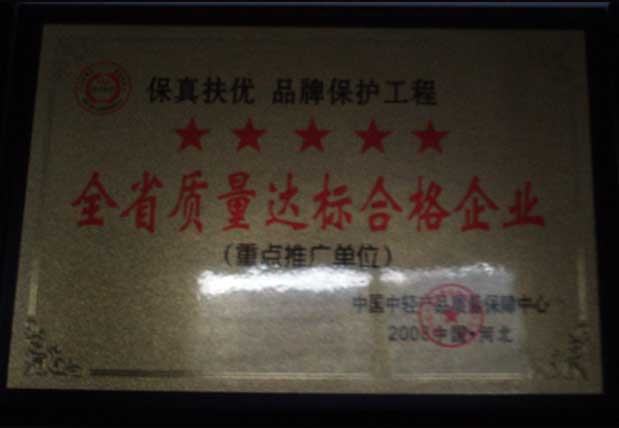 保真扶优 品牌保护工程
全省质量达标合格企业
（重点推广单位）
中国中轻产品质量保障中心
中国·河北